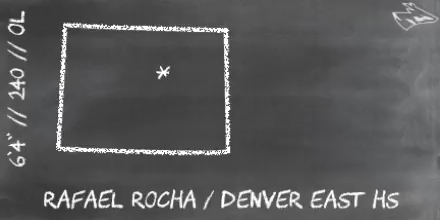 6'4" // 240 // OL
RAFAEL ROCHA / DENVER EAST HS